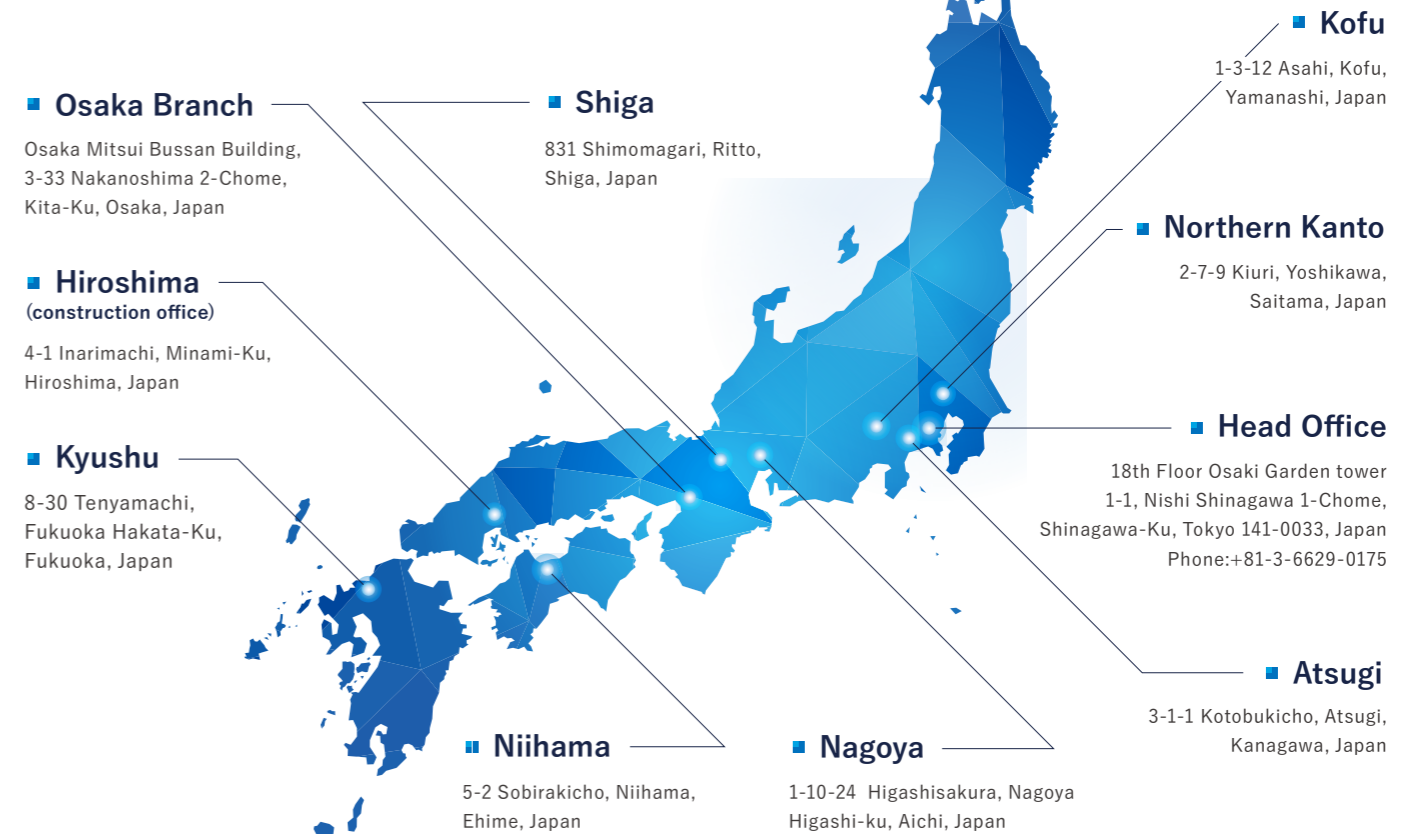 Osaka Branch
Osaka Mitsui Bussan Building,
3-33 Nakanoshima 2-Chome,
Kita-Ku, Osaka, Japan
Shiga
831 Shimomagari, Ritto,
Shiga, Japan
Kofu
1-3-12 Asahi, Kofu,
Yamanashi, Japan
Northern Kanto
2-7-9 Kiuri, Yoshikawa,
Saitama, Japan
Hiroshima
(construction office)
4-1 Inarimachi, Minami-Ku,
Hiroshima, Japan
Head Office
18th Floor Osaki Garden tower
1-1, Nishi Shinagawa 1-Chome,
Shinagawa-Ku, Tokyo 141-0033, Japan
Phone:+81-3-6629-0175
Kyushu
8-30 Tenyamachi,
Fukuoka Hakata-Ku,
Fukuoka, Japan
Atsugi
3-1-1 Kotobukicho, Atsugi,
Kanagawa, Japan
Niihama
5-2 Sobirakicho, Niihama,
Ehime, Japan
Nagoya
1-10-24  Higashisakura, Nagoya
Higashi-ku, Aichi, Japan